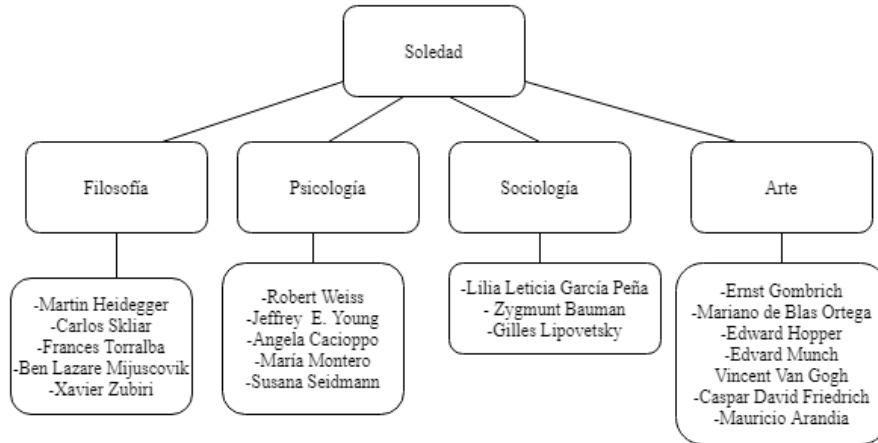 Soledad
Filosofía
Psicología
Sociología
Arte
-Martin Heidegger
-Carlos Skliar
-Frances Torralba
-Ben Lazare Mijuscovik
-Xavier Zubiri
-Robert Weiss
-Jeffrey E. Young
-Angela Cacioppo
-María Montero
-Susana Seidmann
-Lilia Leticia García Peña
- Zygmunt Bauman
-Gilles Lipovetsky
-Ernst Gombrich
-Mariano de Blas Ortega
-Edward Hopper
-Edvard Munch
Vincent Van Gogh
-Caspar David Friedrich
-Mauricio Arandia